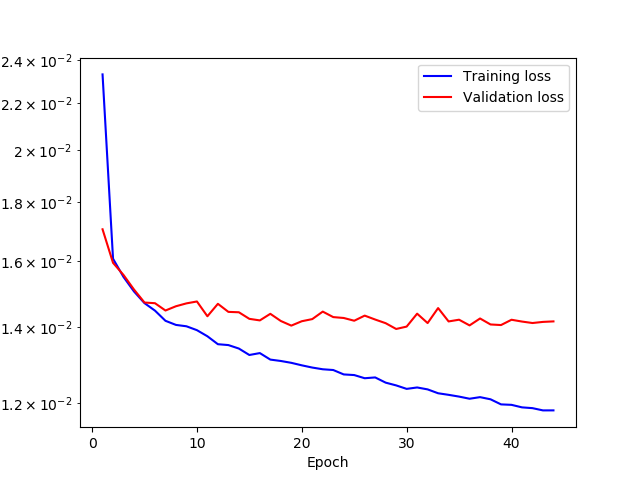 2.4 × 10⁻²
2.2 × 10⁻²
2 × 10⁻²
1.8 × 10⁻²
1.6 × 10⁻²
1.4 × 10⁻²
1.2 × 10⁻²
Training loss
Validation loss
0 10 20 30 40
Epoch